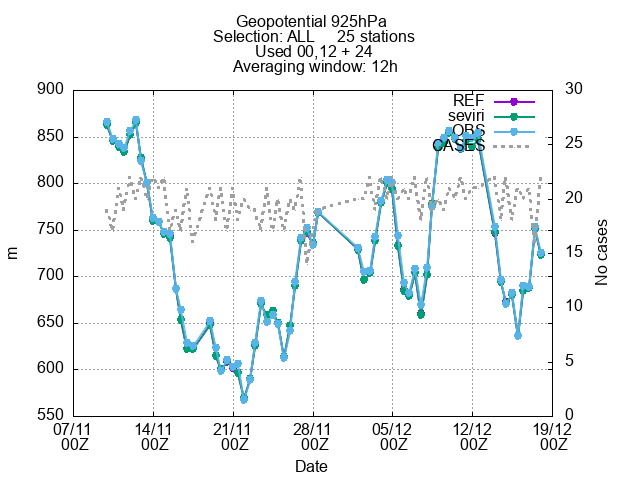 Geopotential 925hPa
Selection: ALL 25 stations
Used 00,12 + 24
Averaging window: 12h
900
850
800
750
700
650
600
550
m
30
25
20
15
10
5
0
No cases
REF
seviri
OBS
CASES
07/11 14/11 21/11 28/11 05/12 12/12 19/12
00Z 00Z 00Z 00Z 00Z 00Z 00Z
Date